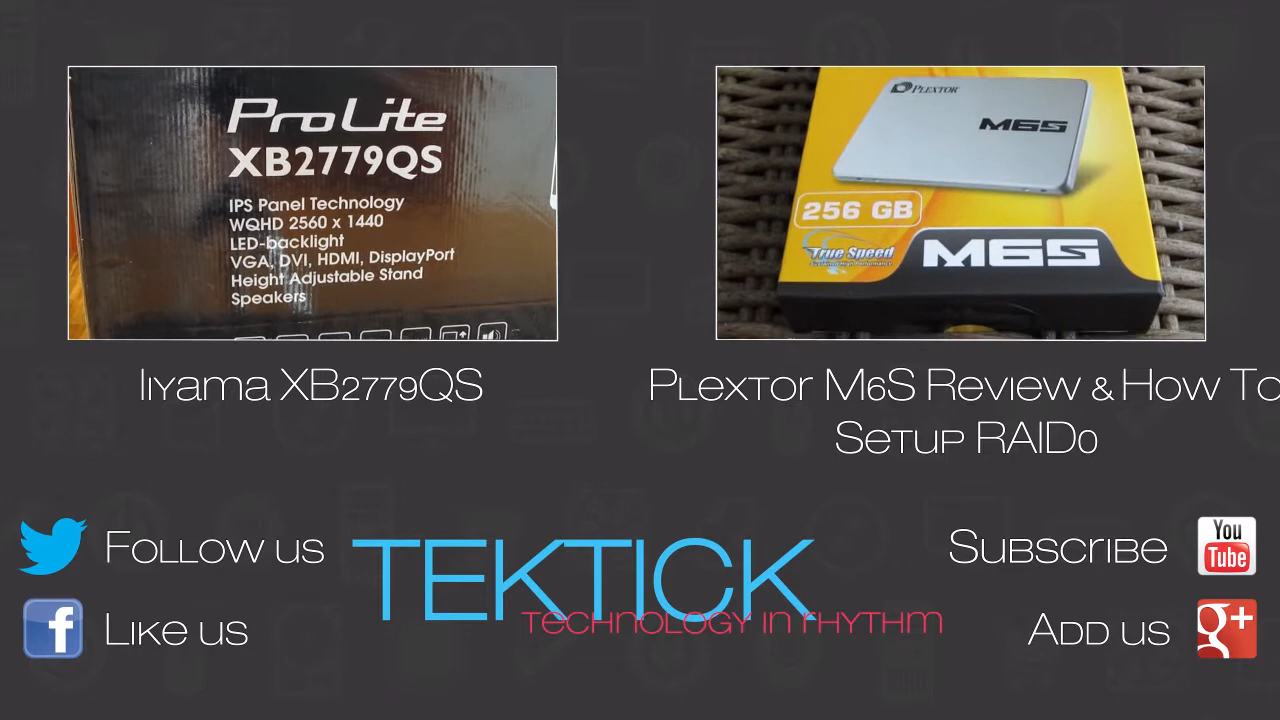 ProLite
XB2779QS
IPS Panel Technology
WQHD 2560 x 1440
LED-backlight
VGA, DVI, HDMI, DisplayPort
Height Adjustable Stand
Speakers
PLEXTOR
M6S
256 GB
True Speed
M6S
Iiyama XB2779QS
Plextor M6S Review & How To
Setup RAID0
Follow us
Like us
TEKTICK
TECHNOLOGY IN RHYTHM
Subscribe
You
Tube
Add us
g+